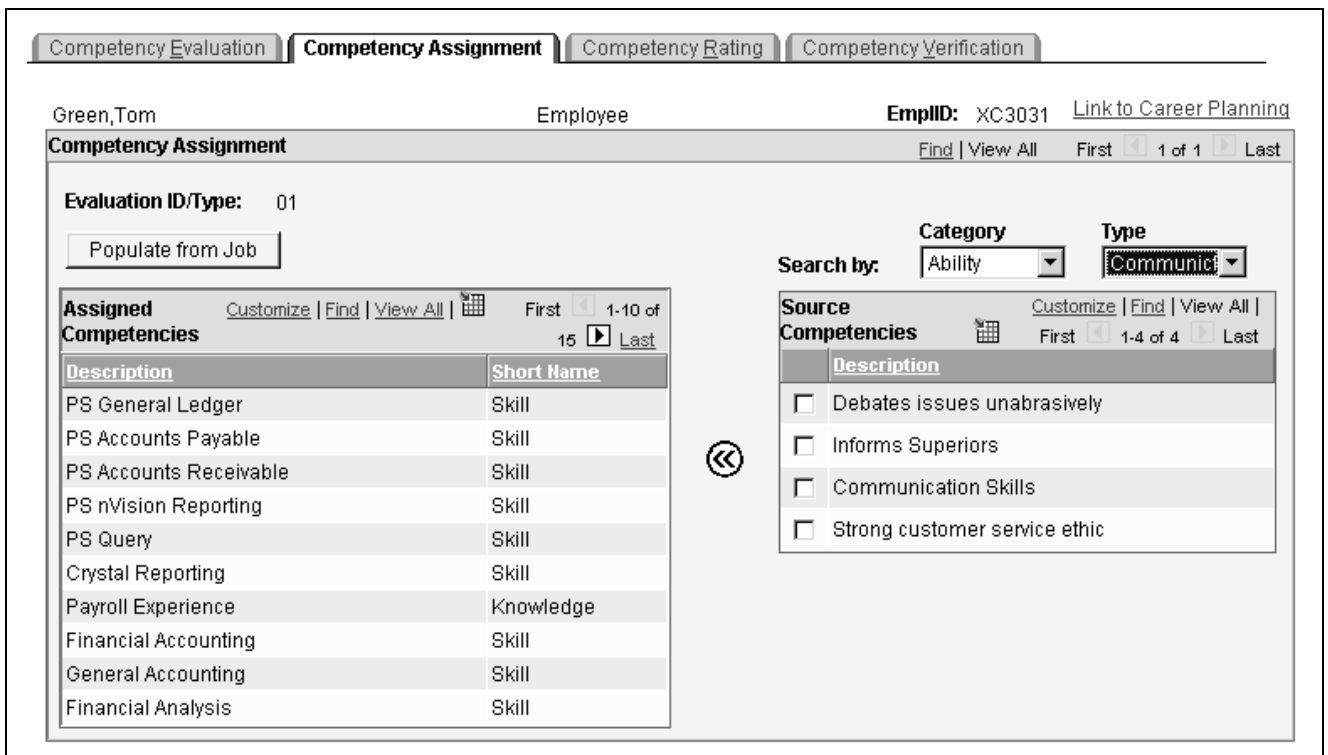 Competency Evaluation Competency Assignment Competency Rating Competency Verification
Green,Tom Employee EmplID: XC3031 Link to Career Planning
Competency Assignment Find | View All First 1 of 1 Last
Evaluation ID/Type: 01
Populate from Job
Category Type
Search by: Ability Communict
Assigned Competencies Customize | Find | View All | First 1-10 of 15 Last
Description Short Name
PS General Ledger Skill
PS Accounts Payable Skill
PS Accounts Receivable Skill
PS nVision Reporting Skill
PS Query Skill
Crystal Reporting Skill
Payroll Experience Knowledge
Financial Accounting Skill
General Accounting Skill
Financial Analysis Skill
Source Competencies Customize | Find | View All | First 1-4 of 4 Last
Description
Debates issues unabrasively
Informs Superiors
Communication Skills
Strong customer service ethic